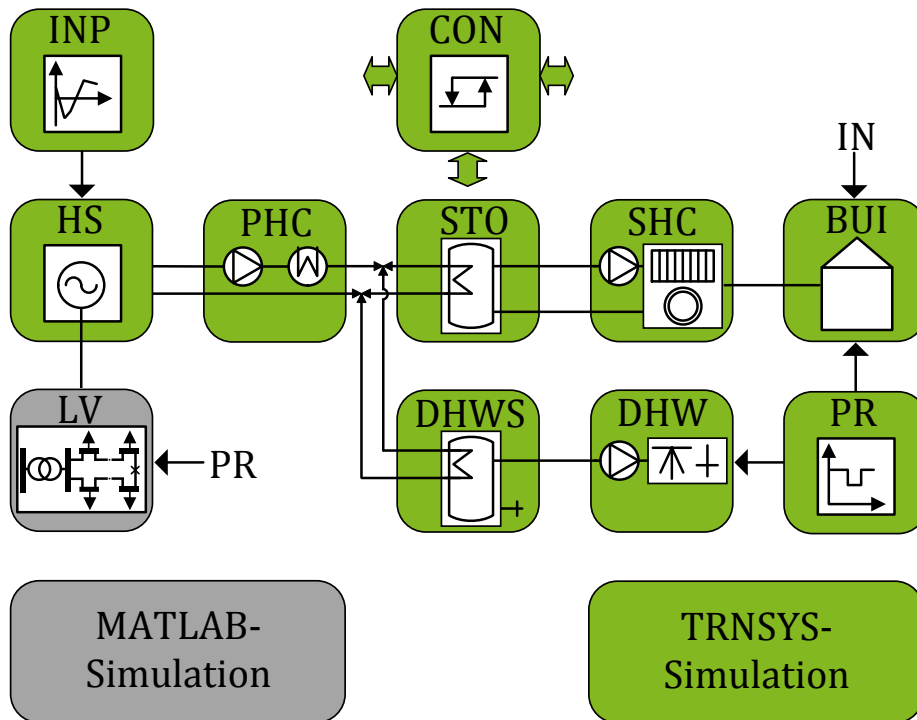 INP
CON
IN
HS
PHC
STO
SHC
BUI
LV
DHWS
DHW
PR
PR
MATLAB-
Simulation
TRNSYS-
Simulation